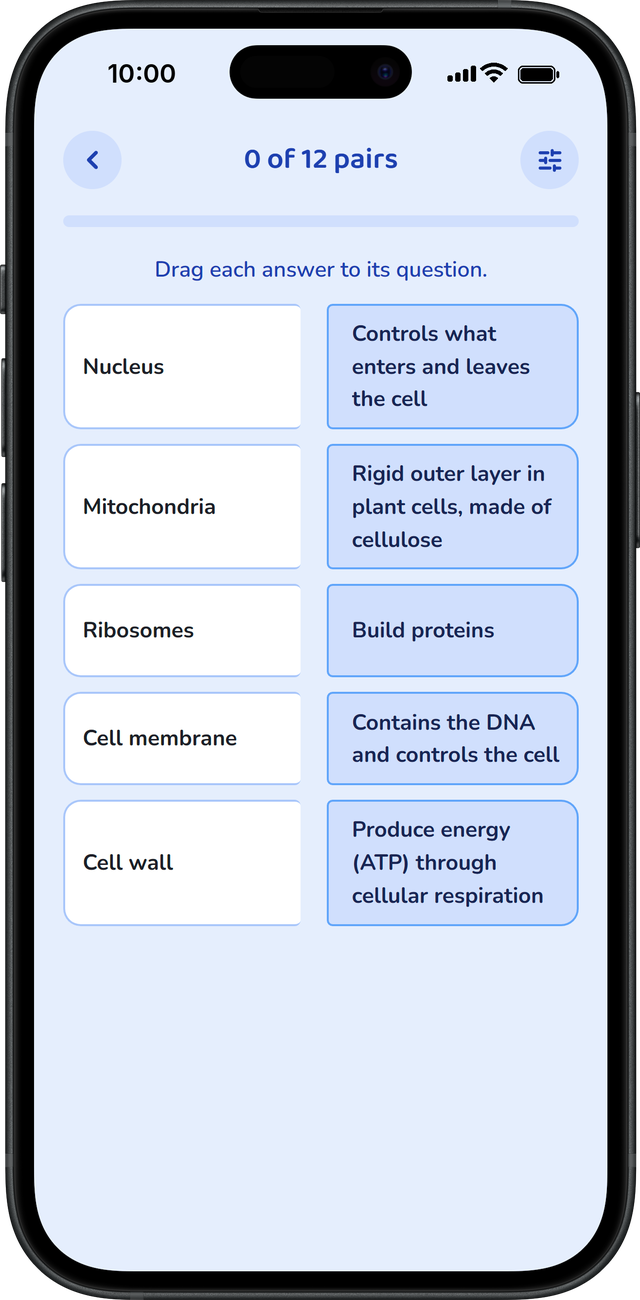 10:00
0 of 12 pairs
Drag each answer to its question.
Nucleus
Controls what
enters and leaves
the cell
Mitochondria
Rigid outer layer in
plant cells, made of
cellulose
Ribosomes
Build proteins
Cell membrane
Contains the DNA
and controls the cell
Cell wall
Produce energy
(ATP) through
cellular respiration